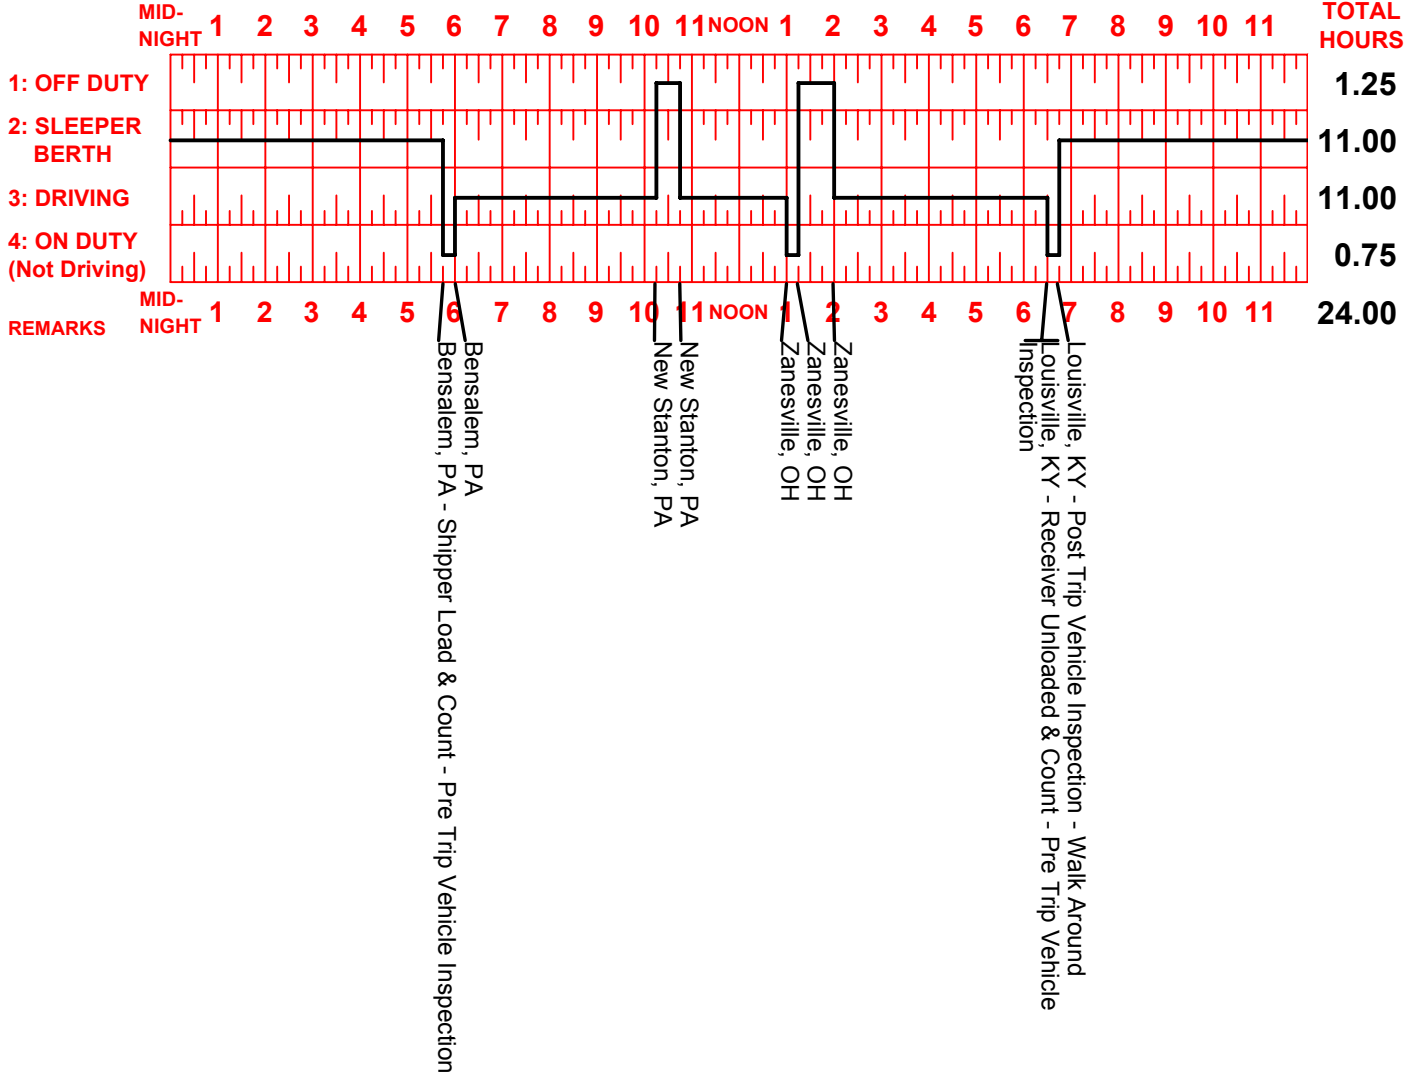 MID-
NIGHT 1 2 3 4 5 6 7 8 9 10 11 NOON 1 2 3 4 5 6 7 8 9 10 11 TOTAL
HOURS
1: OFF DUTY 1.25
2: SLEEPER
BERTH 11.00
3: DRIVING 11.00
4: ON DUTY
(Not Driving) 0.75
MID-
NIGHT 1 2 3 4 5 6 7 8 9 10 11 NOON 1 2 3 4 5 6 7 8 9 10 11 24.00
REMARKS
Bensalem, PA - Shipper Load & Count - Pre Trip Vehicle Inspection
Bensalem, PA
New Stanton, PA
New Stanton, PA
Zanesville, OH
Zanesville, OH
Zanesville, OH
Louisville, KY - Receiver Unloaded & Count - Pre Trip Vehicle
Inspection
Louisville, KY - Post Trip Vehicle Inspection - Walk Around